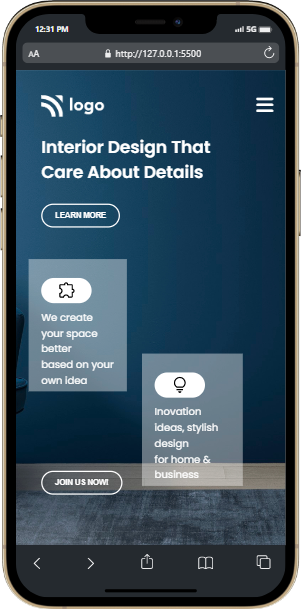 12:31 PM
5G
AA
http://127.0.0.1:5500
logo
Interior Design That
Care About Details
LEARN MORE
We create
your space
better
based on your
own idea
Inovation
ideas, stylish
design
for home &
business
JOIN US NOW!